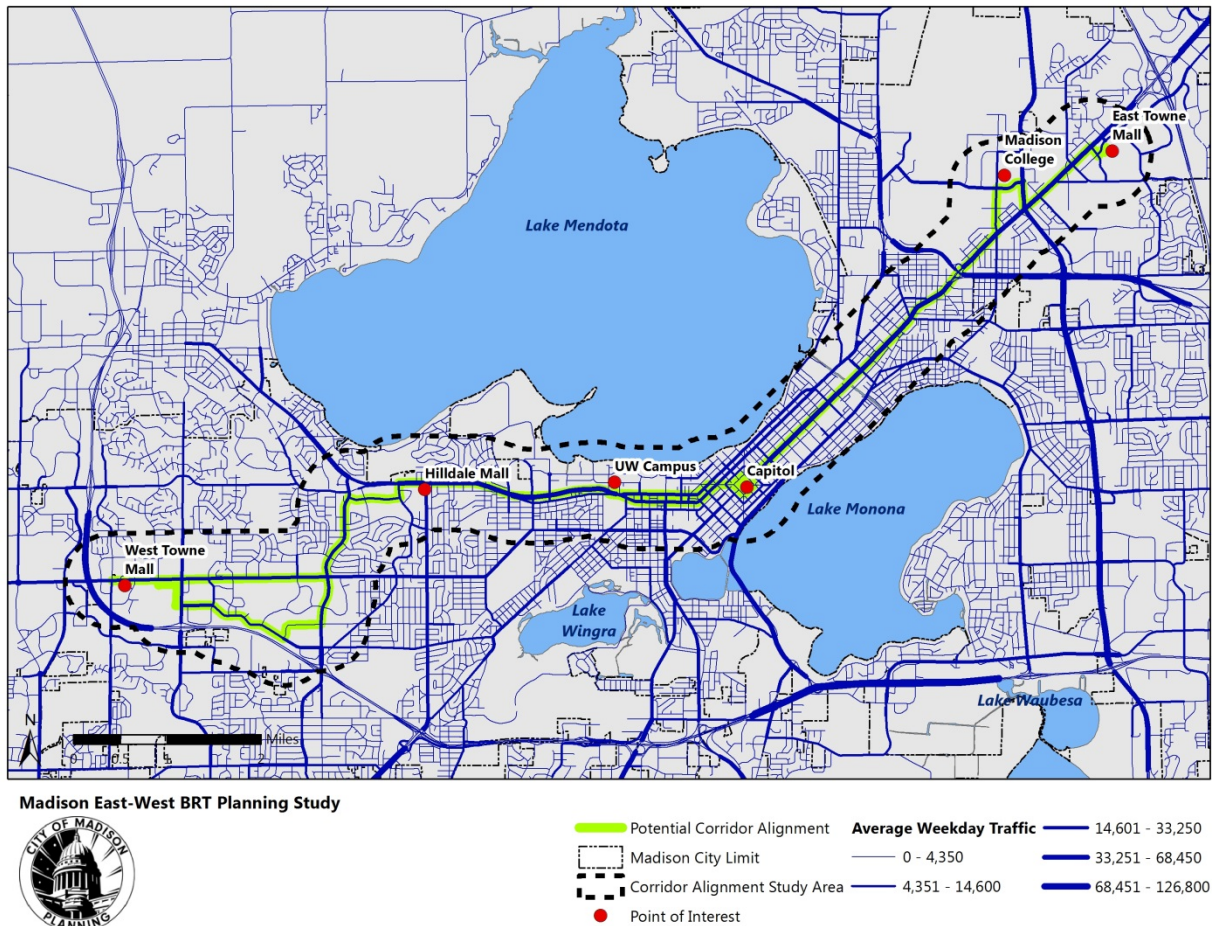 East Towne
Mall
Madison
College
Lake Mendota
Hilldale Mall
UW Campus
Capitol
Lake Monona
West Towne
Mall
Lake
Wingra
Lake Waubesa
N
Miles
0 0.5 1 2
Madison East-West BRT Planning Study
CITY OF MADISON
PLANNING
Potential Corridor Alignment
Madison City Limit
Corridor Alignment Study Area
Point of Interest
Average Weekday Traffic
0 - 4,350
4,351 - 14,600
14,601 - 33,250
33,251 - 68,450
68,451 - 126,800